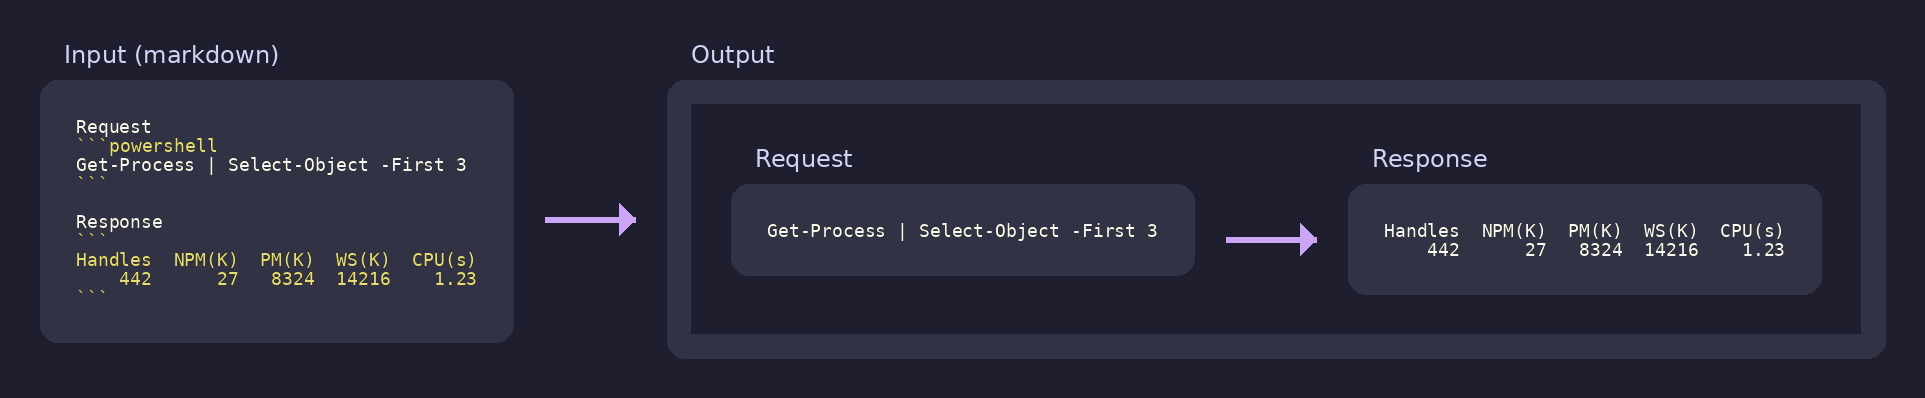 Input (markdown)
Request
```powershell
Get-Process | Select-Object -First 3
```
Response
```
Handles  NPM(K)  PM(K)  WS(K)  CPU(s)
    442      27   8324  14216    1.23
```
Output
Request
Get-Process | Select-Object -First 3
Response
Handles  NPM(K)  PM(K)  WS(K)  CPU(s)
    442      27   8324  14216    1.23